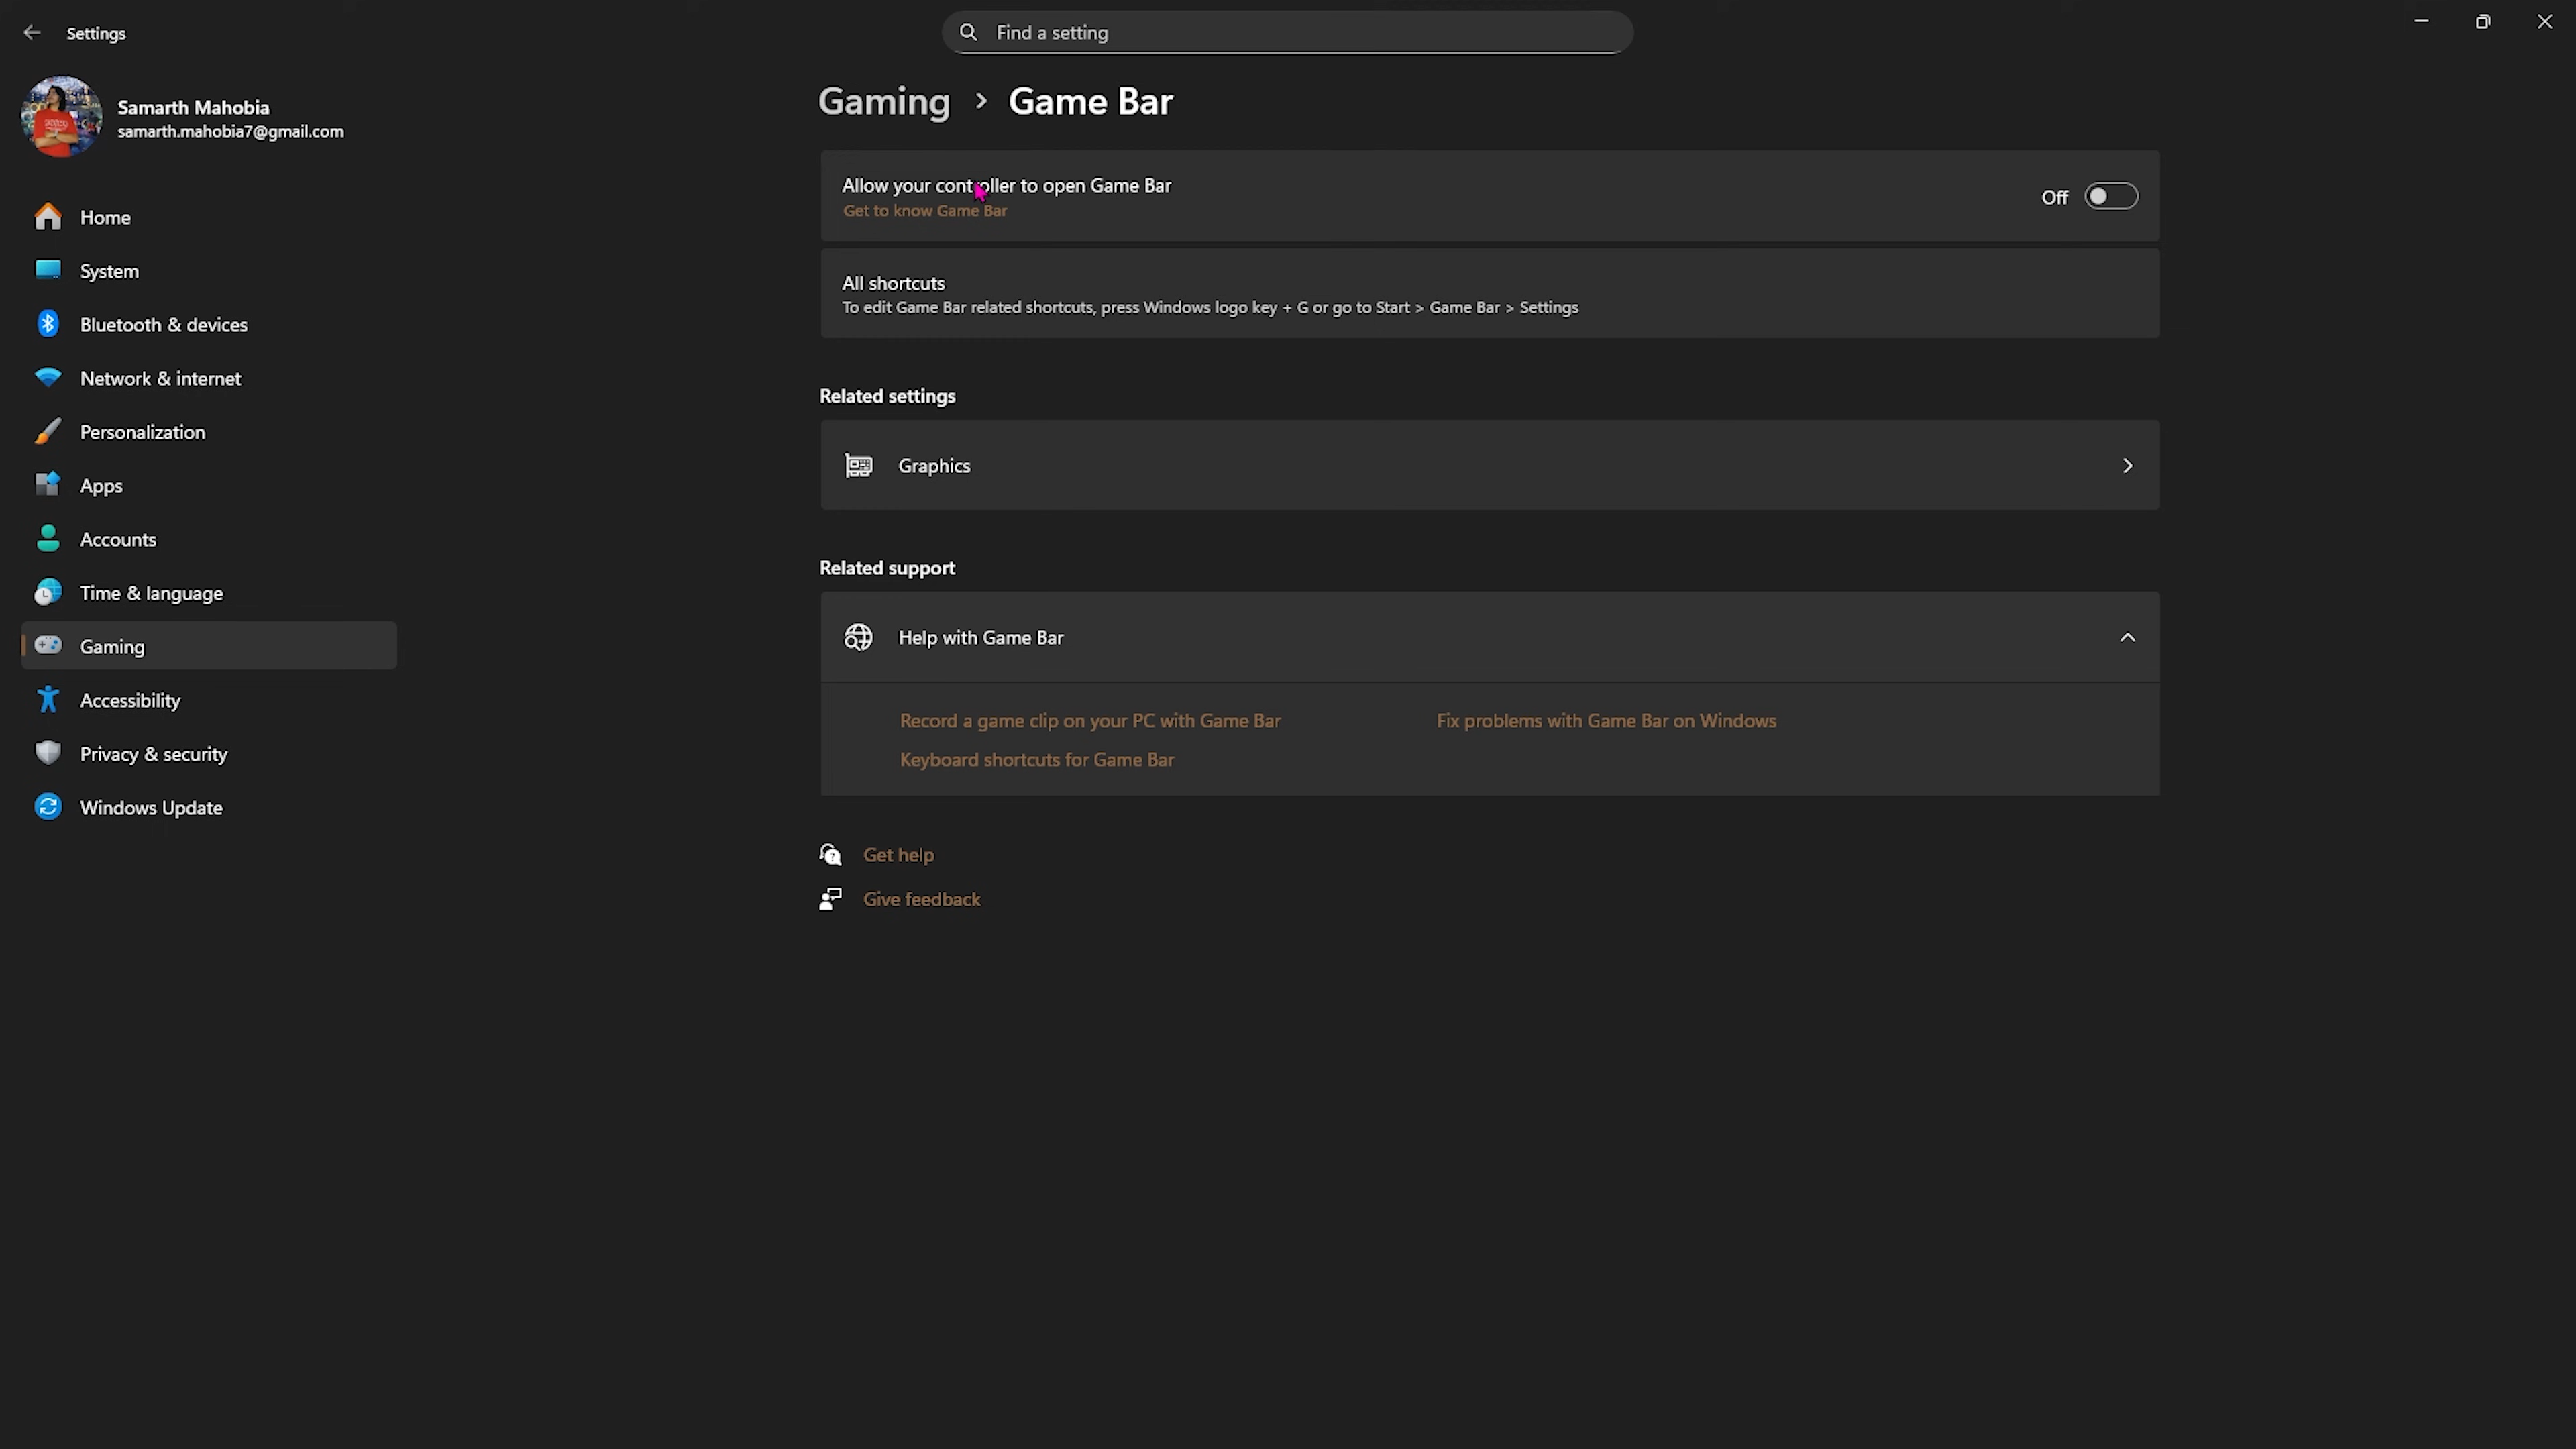 Settings
Find a setting
Samarth Mahobia
samarth.mahobia7@gmail.com
Home
System
Bluetooth & devices
Network & internet
Personalization
Apps
Accounts
Time & language
Gaming
Accessibility
Privacy & security
Windows Update
Gaming > Game Bar
Allow your controller to open Game Bar
Get to know Game Bar
Off
All shortcuts
To edit Game Bar related shortcuts, press Windows logo key + G or go to Start > Game Bar > Settings
Related settings
Graphics
Related support
Help with Game Bar
Record a game clip on your PC with Game Bar
Fix problems with Game Bar on Windows
Keyboard shortcuts for Game Bar
Get help
Give feedback